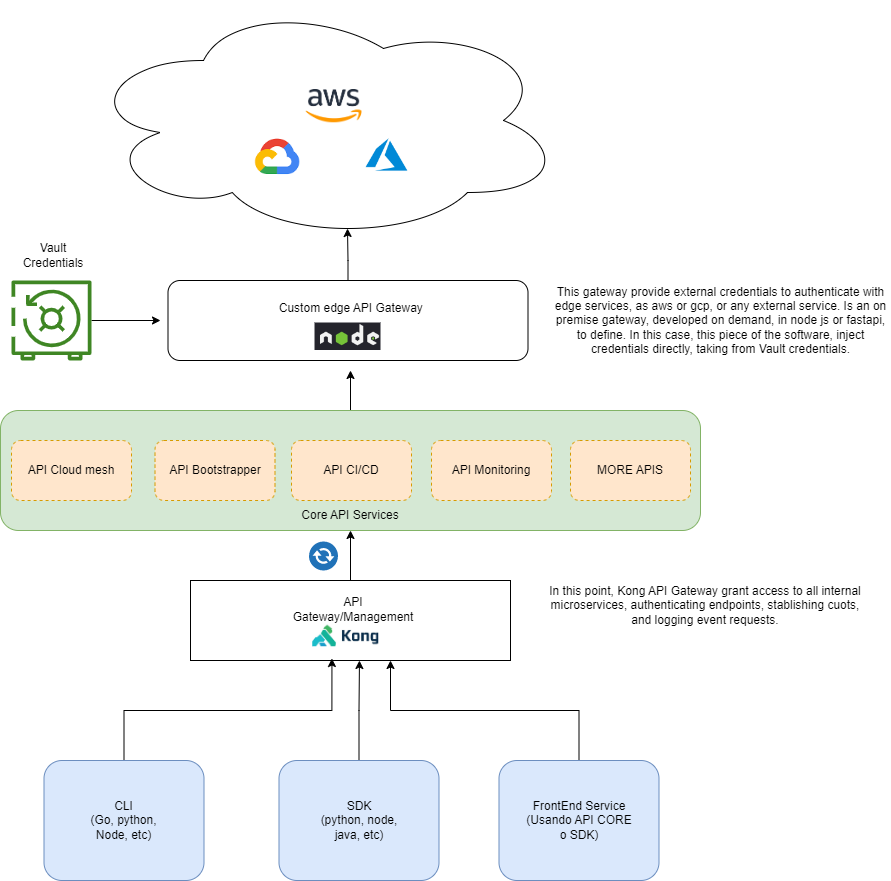 aws
Vault
Credentials
Custom edge API Gateway
node
This gateway provide external credentials to authenticate with
edge services, as aws or gcp, or any external service. Is an on
premise gateway, developed on demand, in node js or fastapi,
to define. In this case, this piece of the software, inject
credentials directly, taking from Vault credentials.
API Cloud mesh
API Bootstrapper
API CI/CD
API Monitoring
MORE APIS
Core API Services
API
Gateway/Management
Kong
In this point, Kong API Gateway grant access to all internal
microservices, authenticating endpoints, stablishing cuots,
and logging event requests.
CLI
(Go, python,
Node, etc)
SDK
(python, node,
java, etc)
FrontEnd Service
(Usando API CORE
o SDK)